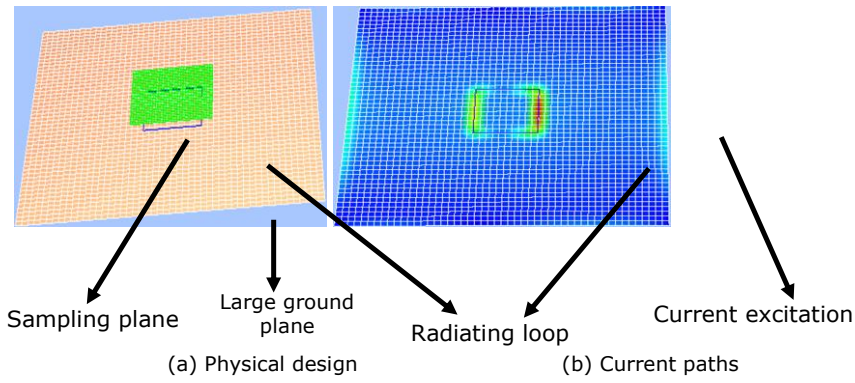 Sampling plane
Large ground
plane
Radiating loop
Current excitation
(a) Physical design
(b) Current paths